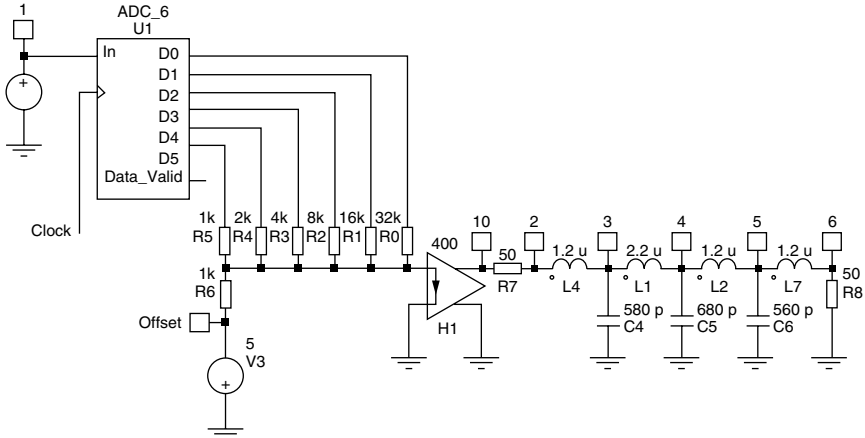 ADC_6
U1
1
In
D0
D1
D2
D3
D4
D5
Data_Valid
+
Clock
1k 2k 4k 8k 16k 32k
R5 R4 R3 R2 R1 R0
1k
R6
Offset
5
V3
+
400
H1
10 2 3 4 5 6
50
R7
1.2 u
L4
2.2 u
L1
1.2 u
L2
1.2 u
L7
580 p
C4
680 p
C5
560 p
C6
50
R8